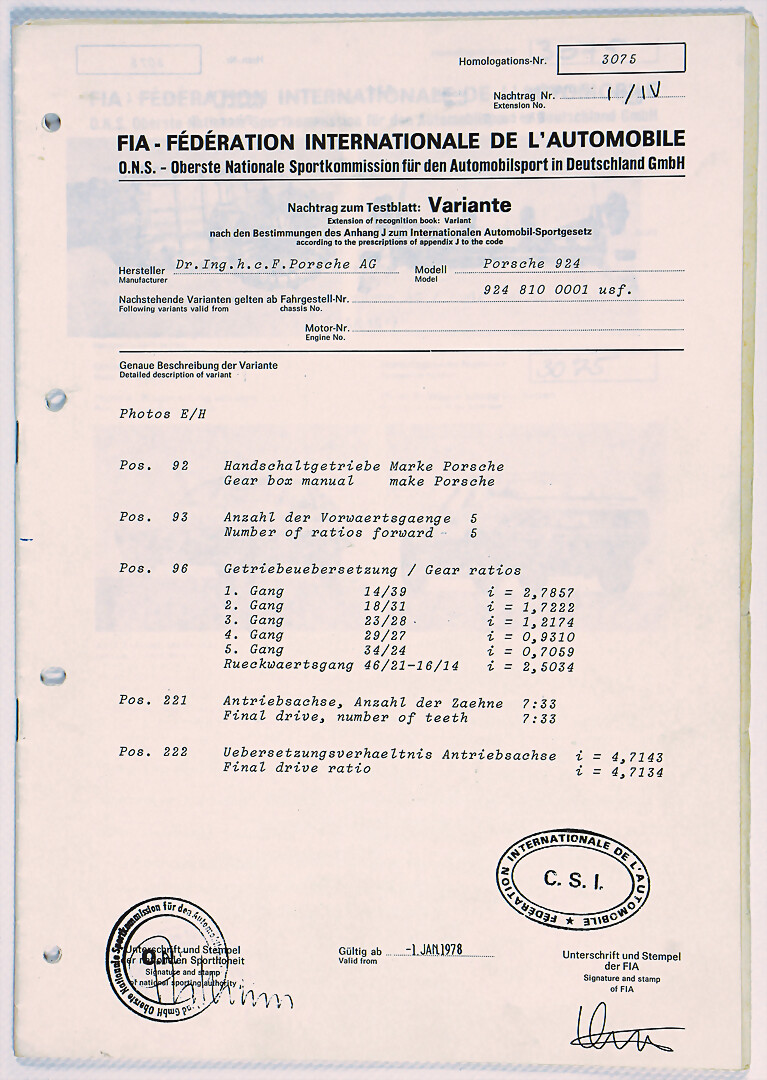 Homologations-Nr. 3075
Nachtrag Nr. 1/IV
Extension No.
FIA - FÉDÉRATION INTERNATIONALE DE L'AUTOMOBILE
O.N.S. - Oberste Nationale Sportkommission für den Automobilsport in Deutschland GmbH
Nachtrag zum Testblatt: Variante
Extension of recognition book: Variant
nach den Bestimmungen des Anhang J zum Internationalen Automobil-Sportgesetz
according to the prescriptions of appendix J to the code
Hersteller Dr.Ing.h.c.F.Porsche AG Modell Porsche 924
Manufacturer Model
Nachstehende Varianten gelten ab Fahrgestell-Nr. 924 810 0001 usf.
Following variants valid from chassis No.
Motor-Nr.
Engine No.
Genaue Beschreibung der Variante
Detailed description of variant
Photos E/H
Pos. 92 Handschaltgetriebe Marke Porsche
Gear box manual make Porsche
Pos. 93 Anzahl der Vorwaertsgaenge 5
Number of ratios forward 5
Pos. 96 Getriebeuebersetzung / Gear ratios
1. Gang 14/39 i = 2,7857
2. Gang 18/31 i = 1,7222
3. Gang 23/28 i = 1,2174
4. Gang 29/27 i = 0,9310
5. Gang 34/24 i = 0,7059
Rueckwaertsgang 46/21-16/14 i = 2,5034
Pos. 221 Antriebsachse, Anzahl der Zaehne 7:33
Final drive, number of teeth 7:33
Pos. 222 Uebersetzungsverhaeltnis Antriebsachse i = 4,7143
Final drive ratio i = 4,7134
FÉDÉRATION INTERNATIONALE DE L'AUTOMOBILE
C. S. I.
Oberste Nationale Sportkommission für den Automobil
Unterschrift und Stempel
der nationalen Sporthoheit
Signature and stamp
of national sporting authority
Gültig ab -1. JAN. 1978
Valid from
Unterschrift und Stempel
der FIA
Signature and stamp
of FIA